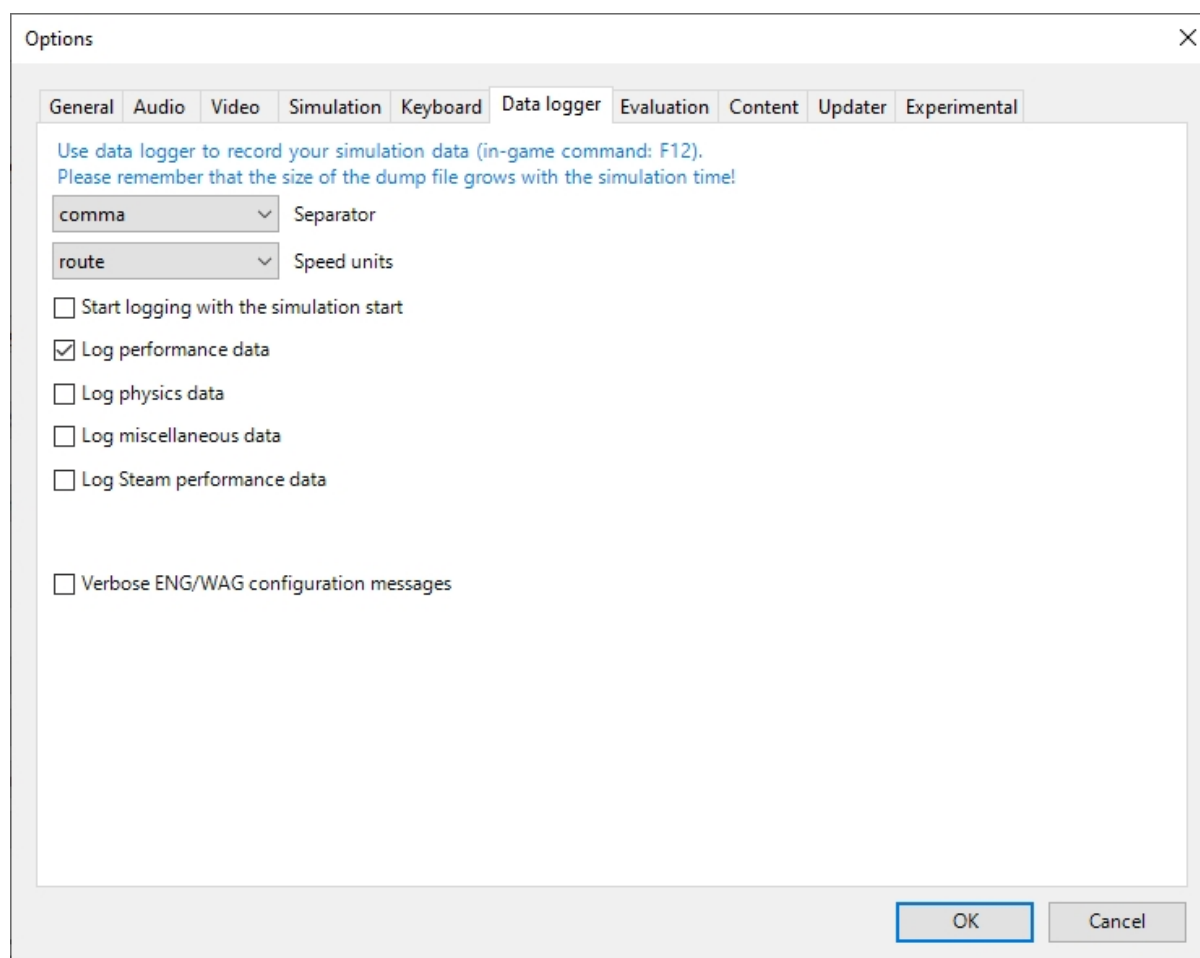 Options
General Audio Video Simulation Keyboard Data logger Evaluation Content Updater Experimental
Use data logger to record your simulation data (in-game command: F12).
Please remember that the size of the dump file grows with the simulation time!
comma Separator
route Speed units
Start logging with the simulation start
Log performance data
Log physics data
Log miscellaneous data
Log Steam performance data
Verbose ENG/WAG configuration messages
OK Cancel